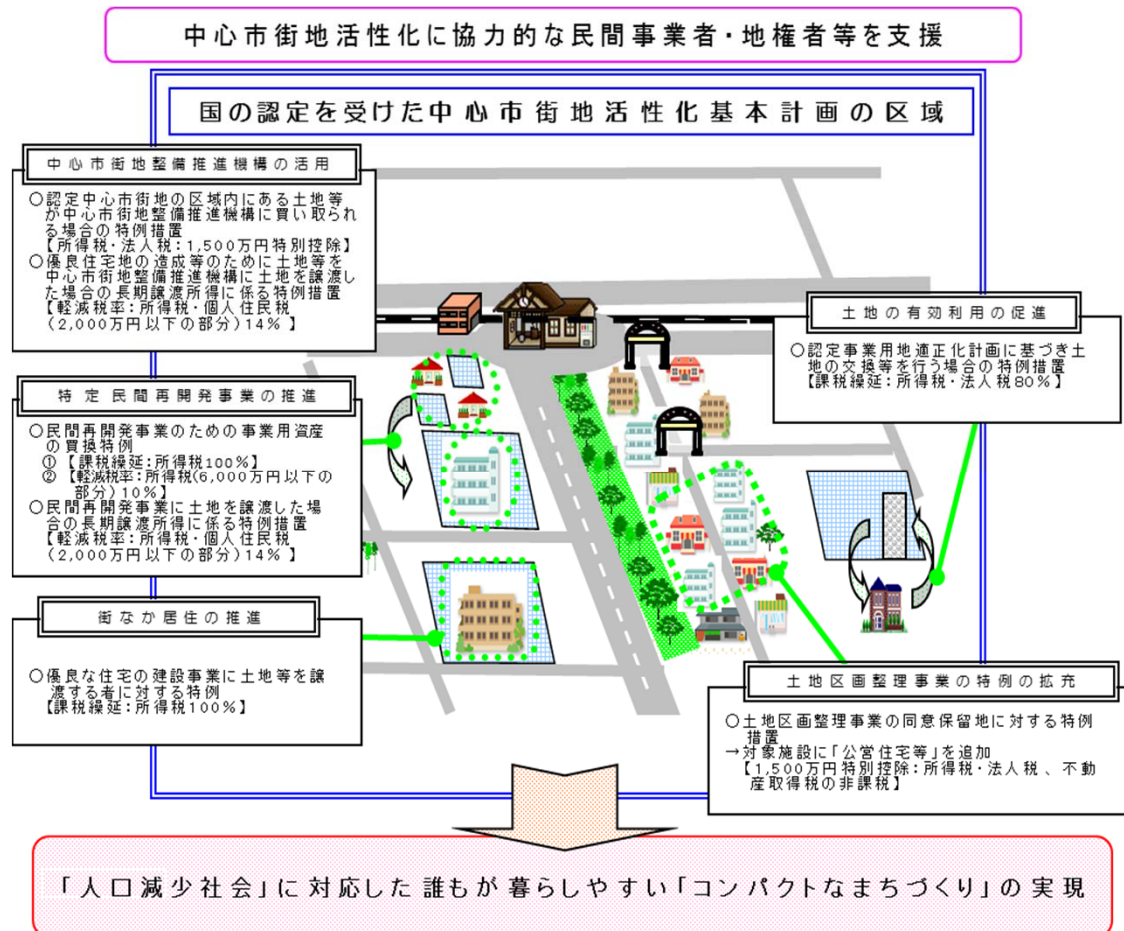 中心市街地活性化に協力的な民間事業者・地権者等を支援
国の認定を受けた中心市街地活性化基本計画の区域
中心市街地整備推進機構の活用
○認定中心市街地の区域内にある土地等
が中心市街地整備推進機構に買い取られ
る場合の特例措置
【所得税・法人税：1,500万円特別控除】
○優良住宅地の造成等のために土地等を
中心市街地整備推進機構に土地を譲渡し
た場合の長期譲渡所得に係る特例措置
【軽減税率：所得税・個人住民税
（2,000万円以下の部分）14%】
特定民間再開発事業の推進
○民間再開発事業のための事業用資産
の買換特例
①【課税繰延：所得税100%】
②【軽減税率：所得税（6,000万円以下の
部分）10%】
○民間再開発事業に土地を譲渡した場
合の長期譲渡所得に係る特例措置
【軽減税率：所得税・個人住民税
（2,000万円以下の部分）14%】
街なか居住の推進
○優良な住宅の建設事業に土地等を譲
渡する者に対する特例
【課税繰延：所得税100%】
土地の有効利用の促進
○認定事業用地適正化計画に基づき土
地の交換等を行う場合の特例措置
【課税繰延：所得税・法人税80%】
土地区画整理事業の特例の拡充
○土地区画整理事業の同意保留地に対する特例
措置
→対象施設に「公営住宅等」を追加
【1,500万円特別控除：所得税・法人税、不動
産取得税の非課税】
「人口減少社会」に対応した誰もが暮らしやすい「コンパクトなまちづくり」の実現